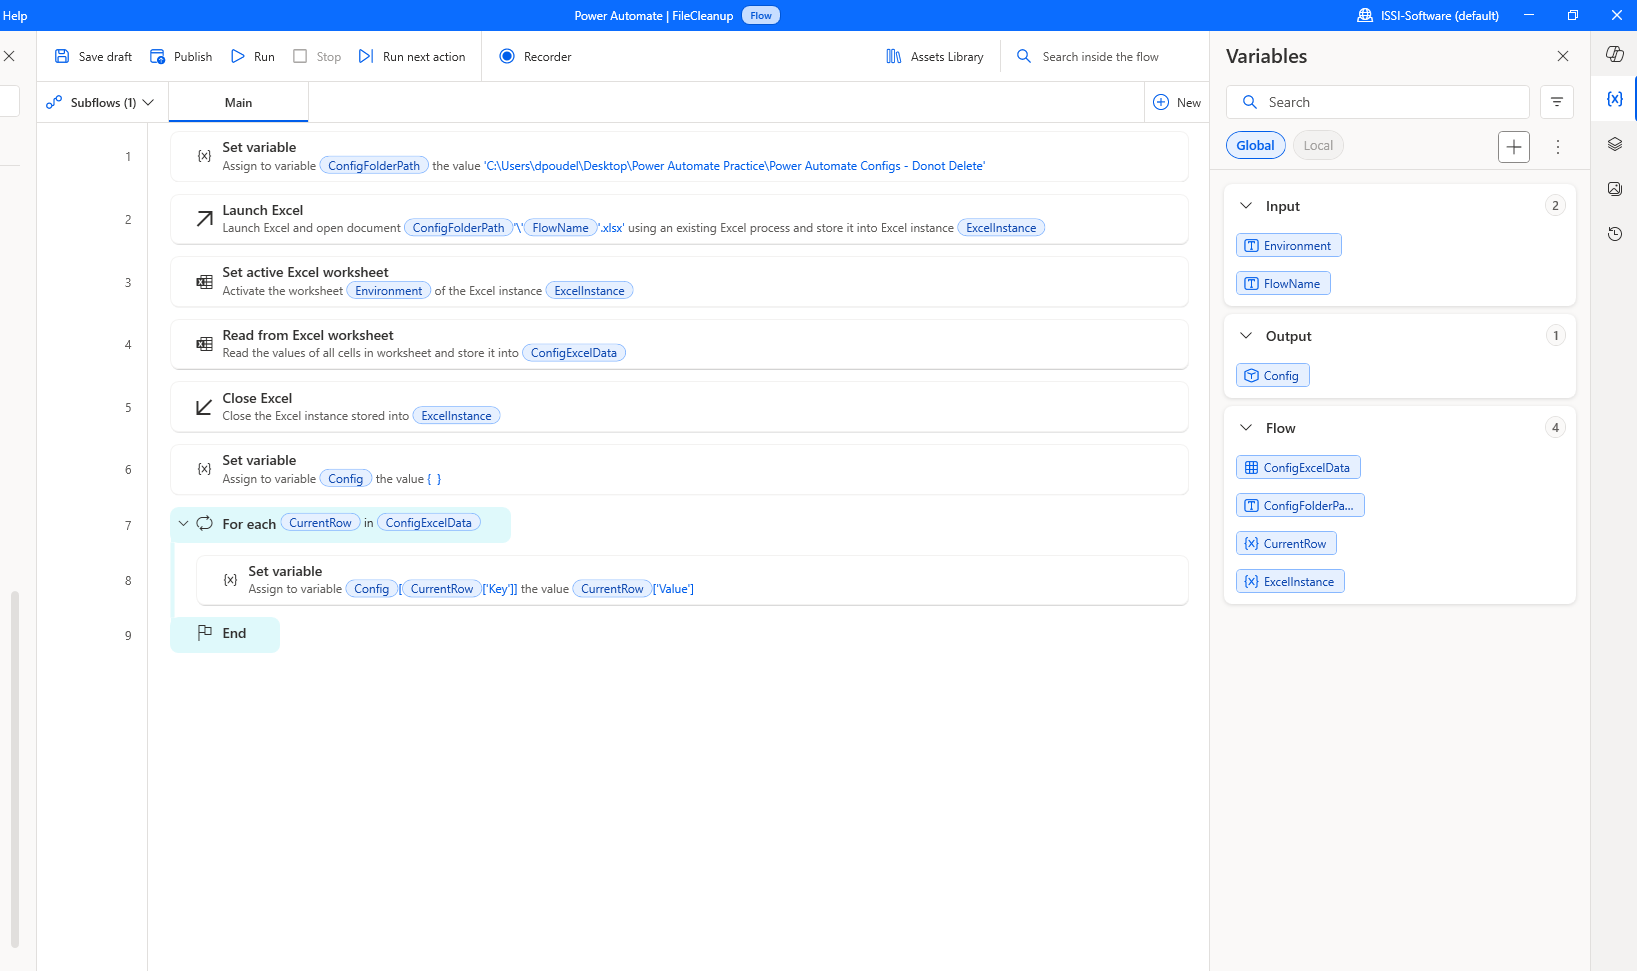 Help
Power Automate | FileCleanup Flow
ISSI-Software (default)
Save draft
Publish
Run
Stop
Run next action
Recorder
Assets Library
Search inside the flow
Subflows (1)
Main
New
1
Set variable
Assign to variable ConfigFolderPath the value 'C:\Users\dpoudel\Desktop\Power Automate Practice\Power Automate Configs - Donot Delete'
2
Launch Excel
Launch Excel and open document ConfigFolderPath '\' FlowName '.xlsx' using an existing Excel process and store it into Excel instance ExcelInstance
3
Set active Excel worksheet
Activate the worksheet Environment of the Excel instance ExcelInstance
4
Read from Excel worksheet
Read the values of all cells in worksheet and store it into ConfigExcelData
5
Close Excel
Close the Excel instance stored into ExcelInstance
6
{x}
Set variable
Assign to variable Config the value { }
7
For each CurrentRow in ConfigExcelData
8
{x}
Set variable
Assign to variable Config [ CurrentRow ['Key']] the value CurrentRow ['Value']
9
End
Variables
Search
Global
Local
Input
2
Environment
FlowName
Output
1
Config
Flow
4
ConfigExcelData
ConfigFolderPa...
{x} CurrentRow
{x} ExcelInstance
{x}